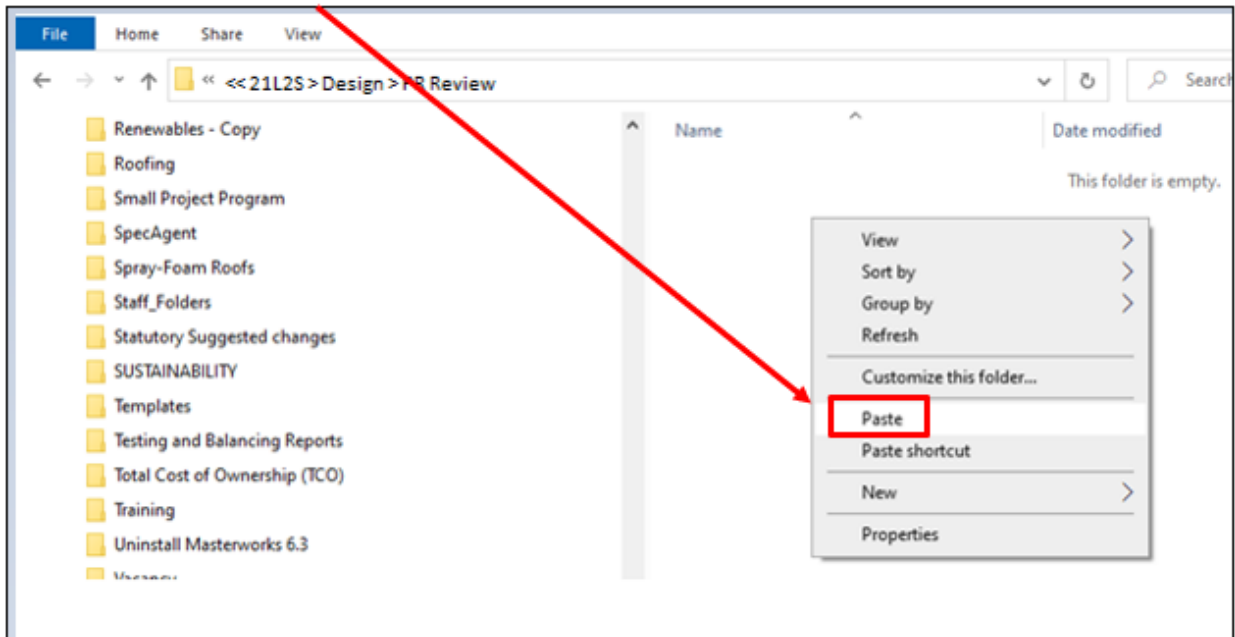 File Home Share View
<< 21L2S > Design > PR Review
Search
Renewables - Copy
Roofing
Small Project Program
SpecAgent
Spray-Foam Roofs
Staff_Folders
Statutory Suggested changes
SUSTAINABILITY
Templates
Testing and Balancing Reports
Total Cost of Ownership (TCO)
Training
Uninstall Masterworks 6.3
Vacancy
Name Date modified
This folder is empty.
View
Sort by
Group by
Refresh
Customize this folder...
Paste
Paste shortcut
New
Properties